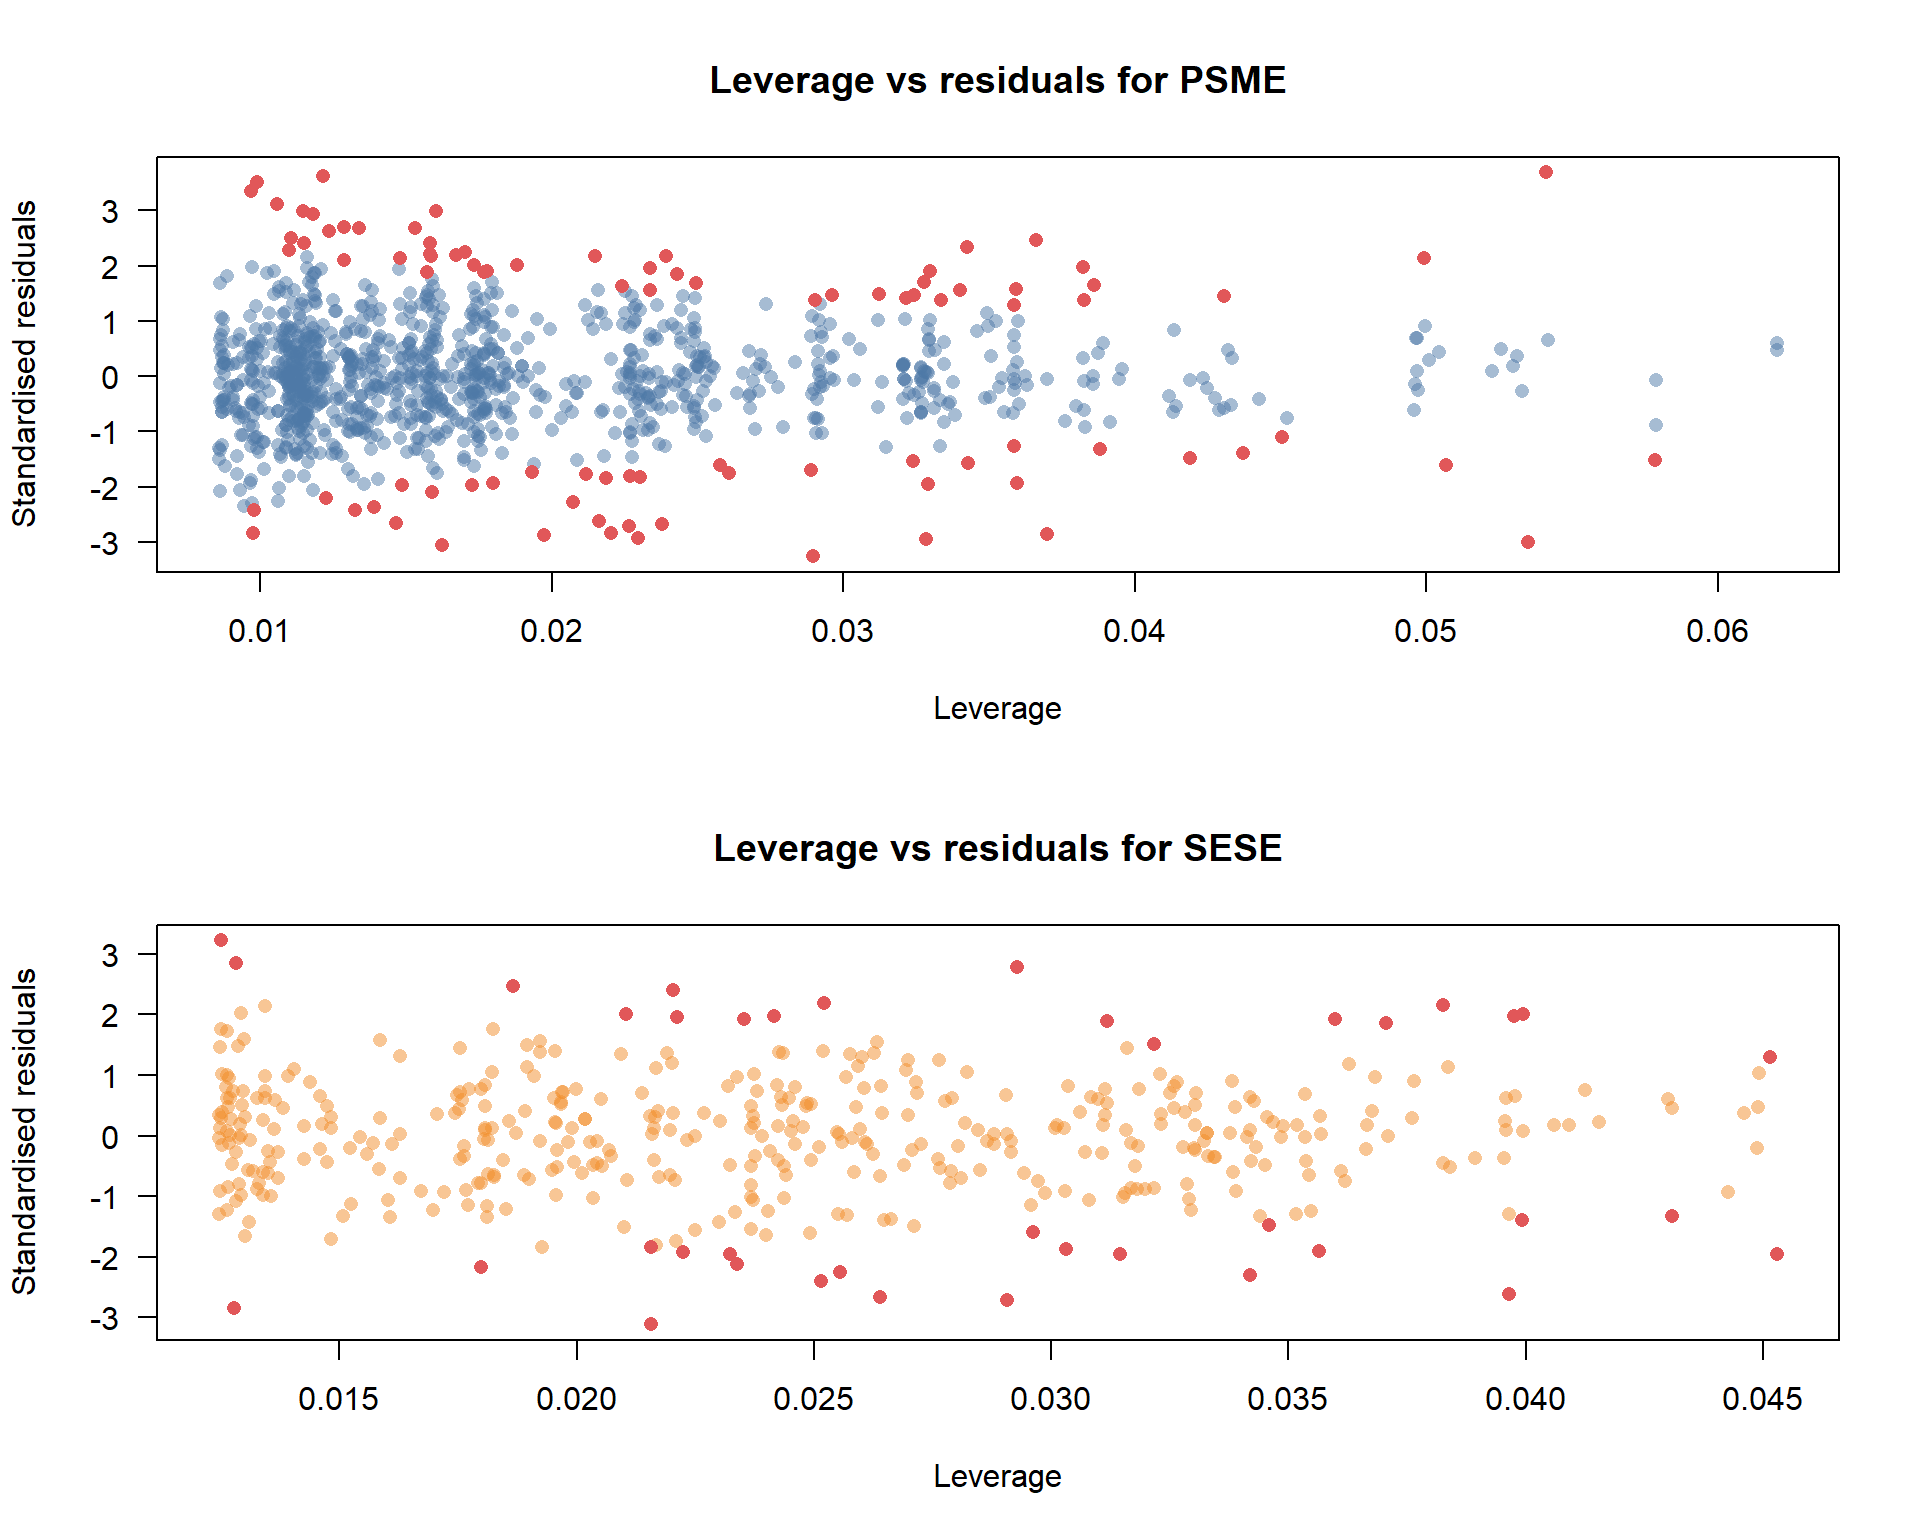 Leverage vs residuals for PSME
Standardised residuals
3
2
1
0
-1
-2
-3
0.01 0.02 0.03 0.04 0.05 0.06
Leverage
Leverage vs residuals for SESE
Standardised residuals
3
2
1
0
-1
-2
-3
0.015 0.020 0.025 0.030 0.035 0.040 0.045
Leverage